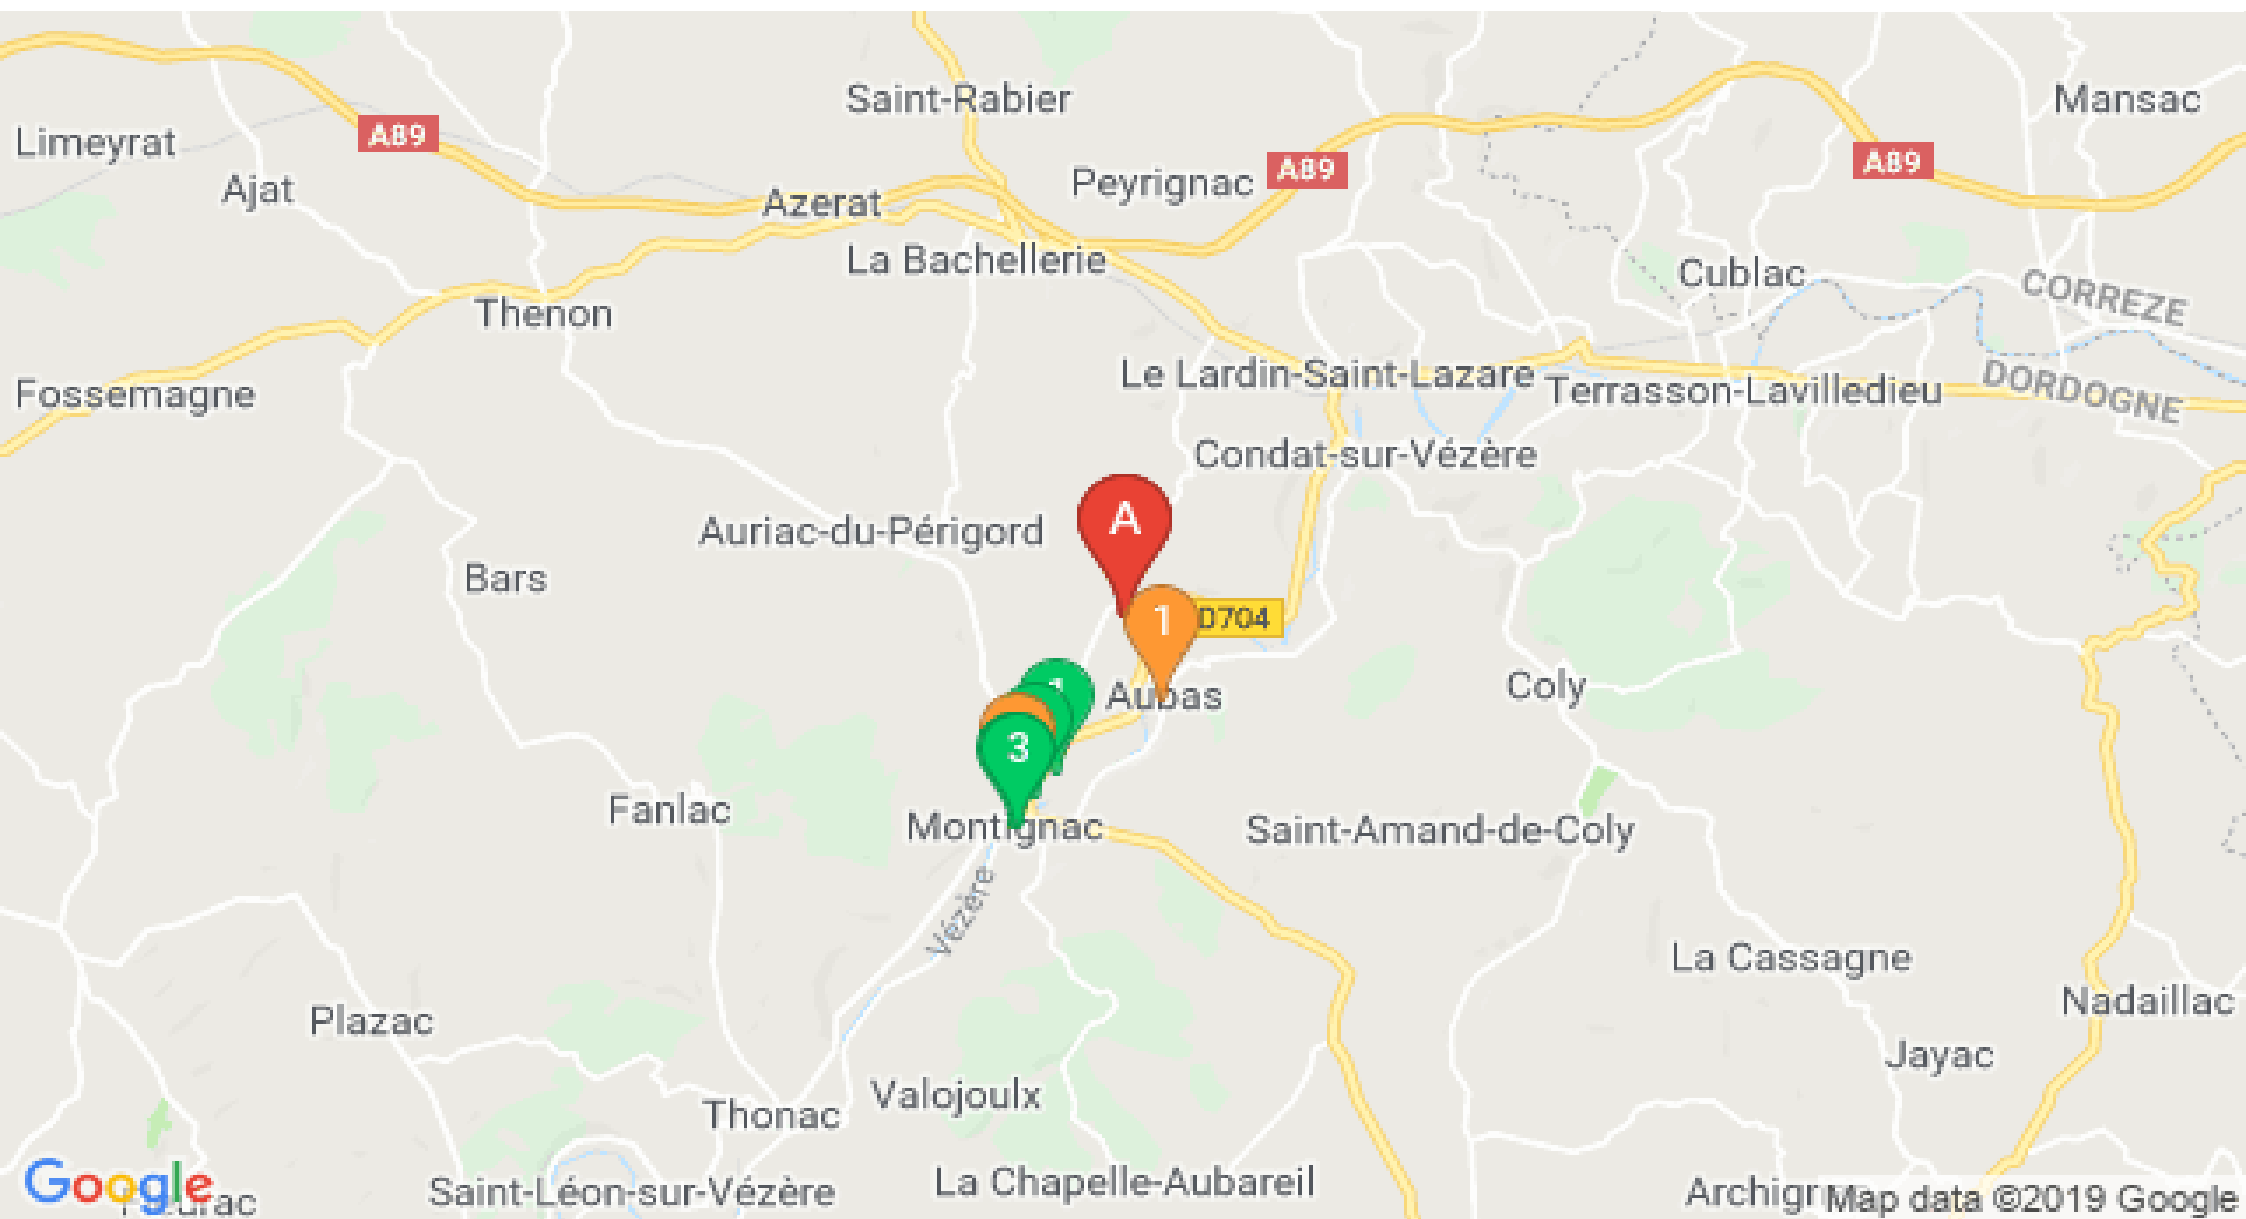 Saint-Rabier
Mansac
A89
Limeyrat
A89
A89
Peyrignac
Ajat
Azerat
La Bachellerie
Cublac
CORREZE
Thenon
Le Lardin-Saint-Lazare
Terrasson-Lavilledieu
DORDOGNE
Fossemagne
Condat-sur-Vézère
A
Auriac-du-Périgord
Bars
1
D704
Aubas
Coly
1
3
Fanlac
Montignac
Saint-Amand-de-Coly
Vézère
La Cassagne
Nadaillac
Plazac
Jayac
Valojoulx
Thonac
La Chapelle-Aubareil
Saint-Léon-sur-Vézère
Google
Map data ©2019 Google